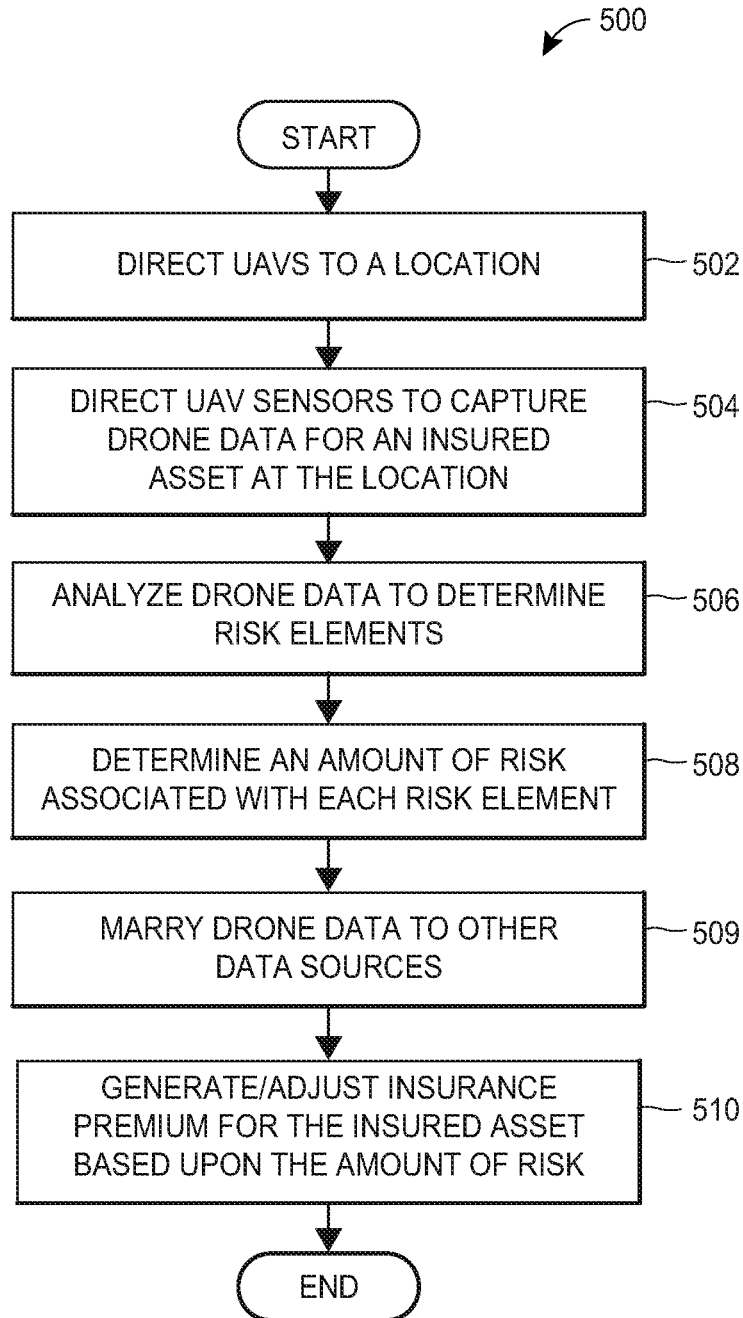 500
START
DIRECT UAVS TO A LOCATION
502
DIRECT UAV SENSORS TO CAPTURE
DRONE DATA FOR AN INSURED
ASSET AT THE LOCATION
504
ANALYZE DRONE DATA TO DETERMINE
RISK ELEMENTS
506
DETERMINE AN AMOUNT OF RISK
ASSOCIATED WITH EACH RISK ELEMENT
508
MARRY DRONE DATA TO OTHER
DATA SOURCES
509
GENERATE/ADJUST INSURANCE
PREMIUM FOR THE INSURED ASSET
BASED UPON THE AMOUNT OF RISK
510
END